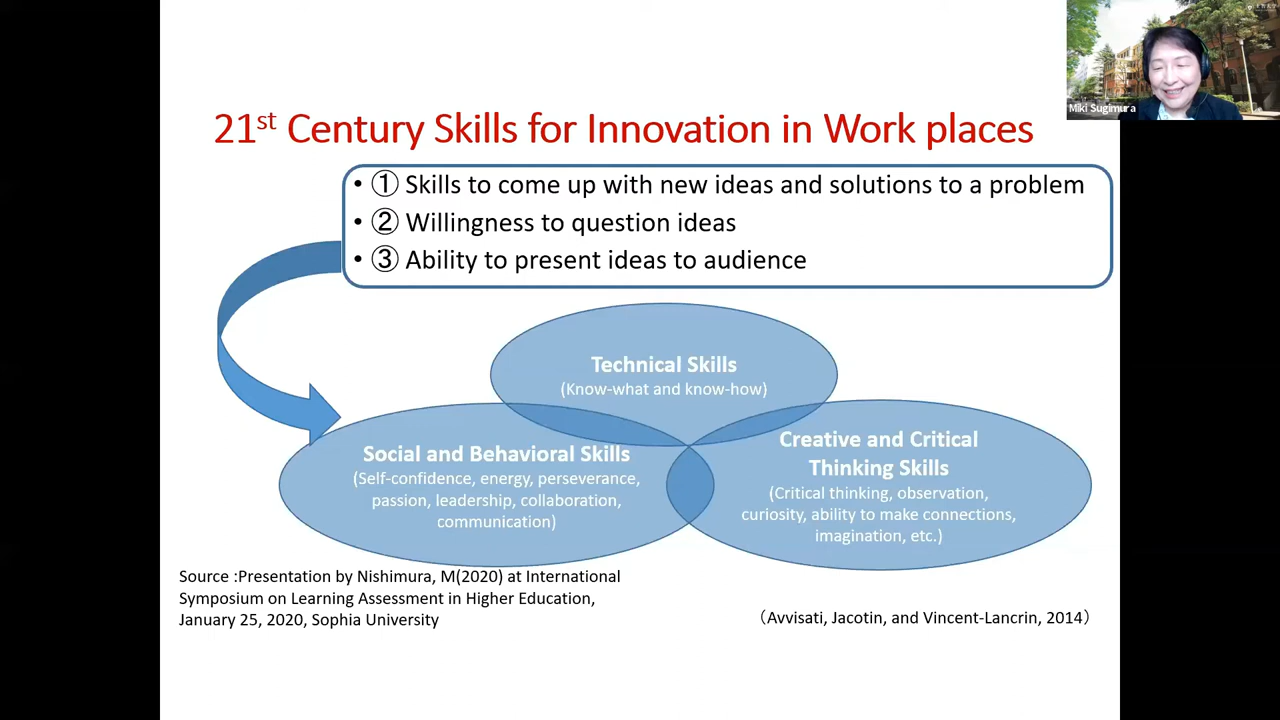 Miki Sugimura
21st Century Skills for Innovation in Work places
• ① Skills to come up with new ideas and solutions to a problem
• ② Willingness to question ideas
• ③ Ability to present ideas to audience
Technical Skills
(Know-what and know-how)
Social and Behavioral Skills
(Self-confidence, energy, perseverance,
passion, leadership, collaboration,
communication)
Creative and Critical
Thinking Skills
(Critical thinking, observation,
curiosity, ability to make connections,
imagination, etc.)
Source :Presentation by Nishimura, M(2020) at International
Symposium on Learning Assessment in Higher Education,
January 25, 2020, Sophia University
（Avvisati, Jacotin, and Vincent-Lancrin, 2014）